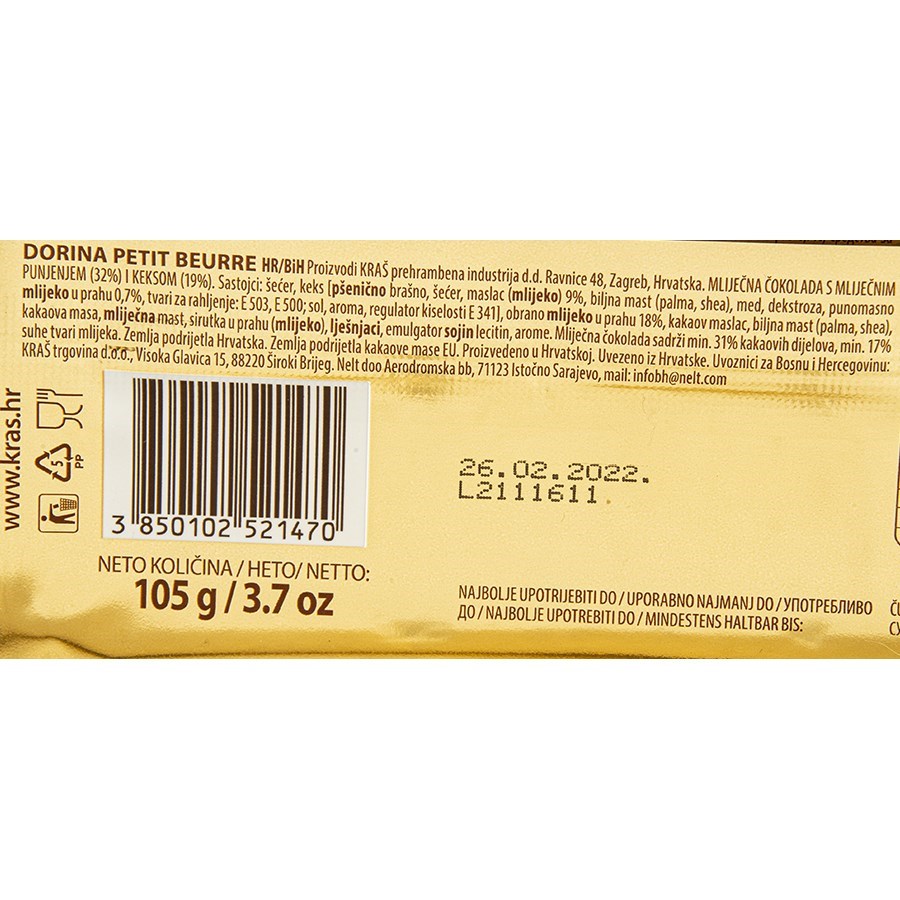 DORINA PETIT BEURRE HR/BiH Proizvodi KRAŠ prehrambena industrija d.d. Ravnice 48, Zagreb, Hrvatska. MLIJEČNA ČOKOLADA S MLIJEČNIM
PUNJENJEM (32%) I KEKSOM (19%). Sastojci: šećer, keks [pšenično brašno, šećer, maslac (mlijeko) 9%, biljna mast (palma, shea), med, dekstroza, punomasno
mlijeko u prahu 0,7%, tvari za rahljenje: E 503, E 500; sol, aroma, regulator kiselosti E 341], obrano mlijeko u prahu 18%, kakaov maslac, biljna mast (palma, shea),
kakaova masa, mliječna mast, sirutka u prahu (mlijeko), lješnjaci, emulgator sojin lecitin, arome. Mliječna čokolada sadrži min. 31% kakaovih dijelova, min. 17%
suhe tvari mlijeka. Zemlja podrijetla Hrvatska. Zemlja podrijetla kakaove mase EU. Proizvedeno u Hrvatskoj. Uvezeno iz Hrvatske. Uvoznici za Bosnu i Hercegovinu:
KRAŠ trgovina d.o.o., Visoka Glavica 15, 88220 Široki Brijeg. Nelt doo Aerodromska bb, 71123 Istočno Sarajevo, mail: infobh@nelt.com
www.kras.hr
5
PP
3 850102 521470
26.02.2022.
L2111611.
NETO KOLIČINA / НЕТО/ NETTO:
105 g / 3.7 oz
NAJBOLJE UPOTRIJEBITI DO / UPORABNO NAJMANJ DO / УПОТРЕБЉИВО
ДО / NAJBOLJE UPOTREBITI DO / MINDESTENS HALTBAR BIS: